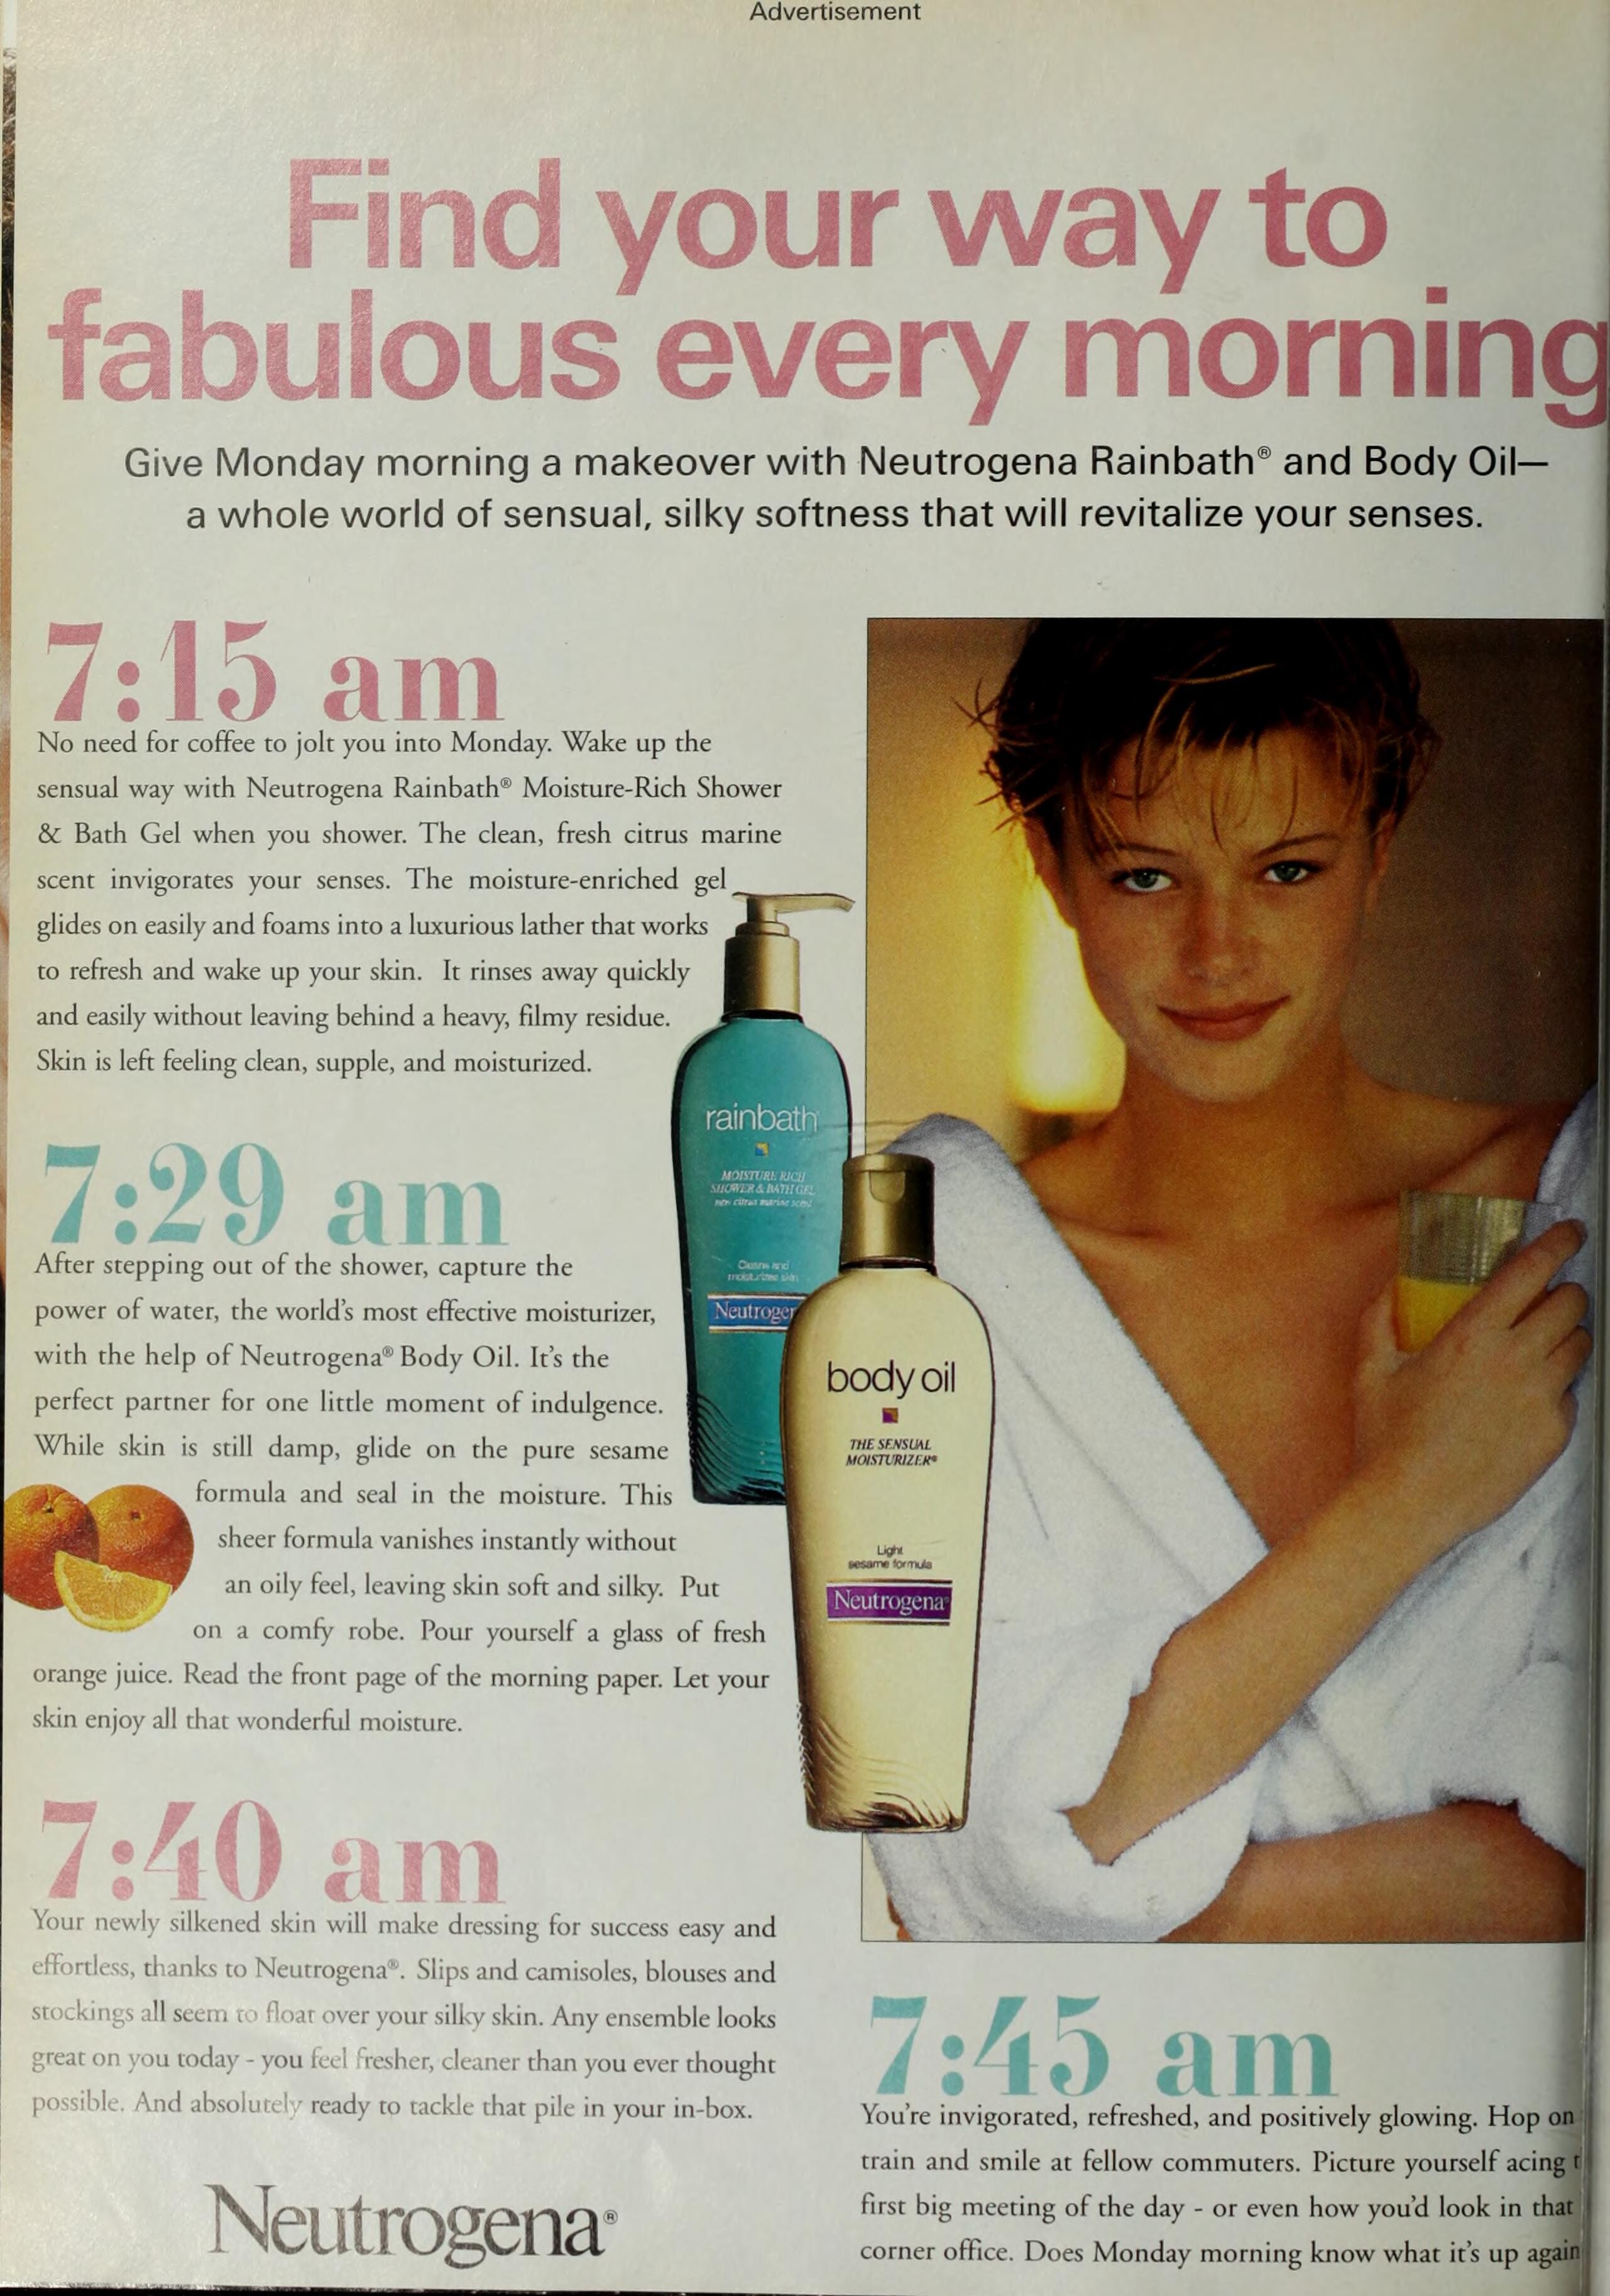 Advertisement
Find your way to
fabulous every morning
Give Monday morning a makeover with Neutrogena Rainbath® and Body Oil—
a whole world of sensual, silky softness that will revitalize your senses.
7:15 am
No need for coffee to jolt you into Monday. Wake up the
sensual way with Neutrogena Rainbath® Moisture-Rich Shower
& Bath Gel when you shower. The clean, fresh citrus marine
scent invigorates your senses. The moisture-enriched gel
glides on easily and foams into a luxurious lather that works
to refresh and wake up your skin. It rinses away quickly
and easily without leaving behind a heavy, filmy residue.
Skin is left feeling clean, supple, and moisturized.
7:29 am
After stepping out of the shower, capture the
power of water, the world's most effective moisturizer,
with the help of Neutrogena® Body Oil. It's the
perfect partner for one little moment of indulgence.
While skin is still damp, glide on the pure sesame
formula and seal in the moisture. This
sheer formula vanishes instantly without
an oily feel, leaving skin soft and silky. Put
on a comfy robe. Pour yourself a glass of fresh
orange juice. Read the front page of the morning paper. Let your
skin enjoy all that wonderful moisture.
7:40 am
Your newly silkened skin will make dressing for success easy and
effortless, thanks to Neutrogena®. Slips and camisoles, blouses and
stockings all seem to float over your silky skin. Any ensemble looks
great on you today - you feel fresher, cleaner than you ever thought
possible. And absolutely ready to tackle that pile in your in-box.
Neutrogena®
rainbath
MOISTURE RICH
SHOWER & BATH GEL
citrus marine scent
Cleans and
moisturizes skin
Neutroge
body oil
THE SENSUAL
MOISTURIZER®
Light
sesame formula
Neutrogena®
7:45 am
You're invigorated, refreshed, and positively glowing. Hop on
train and smile at fellow commuters. Picture yourself acing
first big meeting of the day - or even how you'd look in that
corner office. Does Monday morning know what it's up again